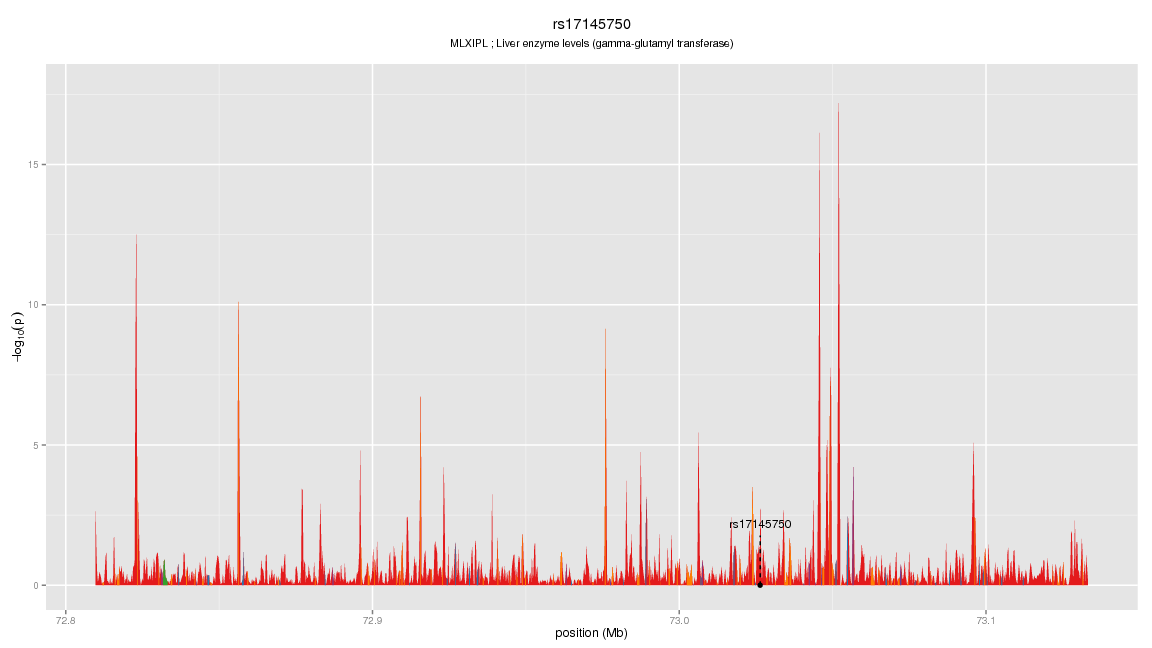 rs17145750
MLXIPL ; Liver enzyme levels (gamma-glutamyl transferase)
−log10(p)
15
10
5
0
rs17145750
72.8 72.9 73.0 73.1
position (Mb)